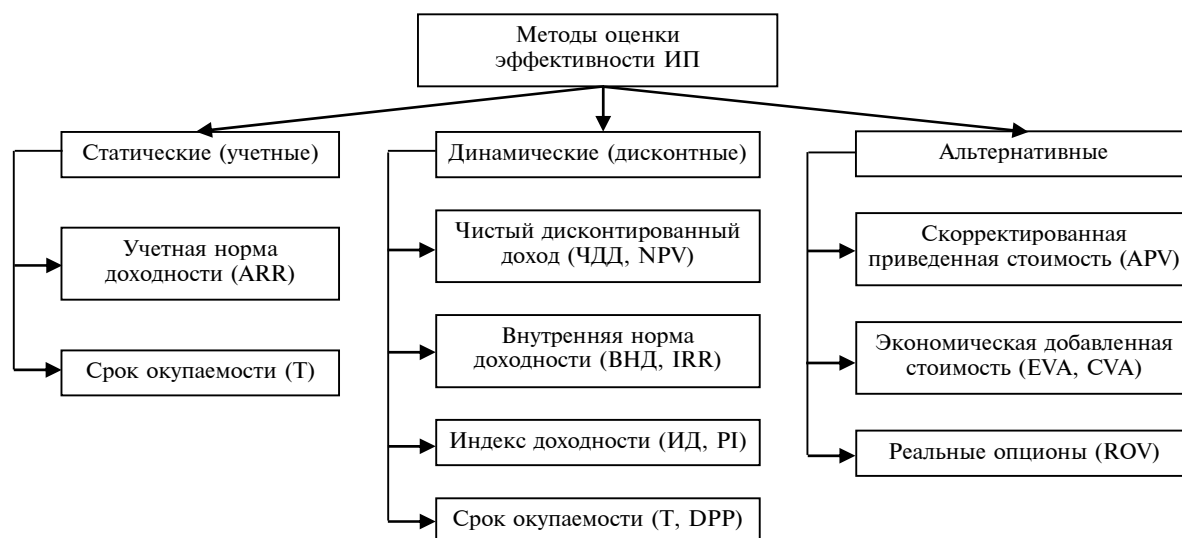 Методы оценки
эффективности ИП
Статические (учетные)
Учетная норма
доходности (ARR)
Срок окупаемости (Т)
Динамические (дисконтные)
Чистый дисконтированный
доход (ЧДД, NPV)
Внутренняя норма
доходности (ВНД, IRR)
Индекс доходности (ИД, PI)
Срок окупаемости (Т, DPP)
Альтернативные
Скорректированная
приведенная стоимость (APV)
Экономическая добавленная
стоимость (EVA, CVA)
Реальные опционы (ROV)